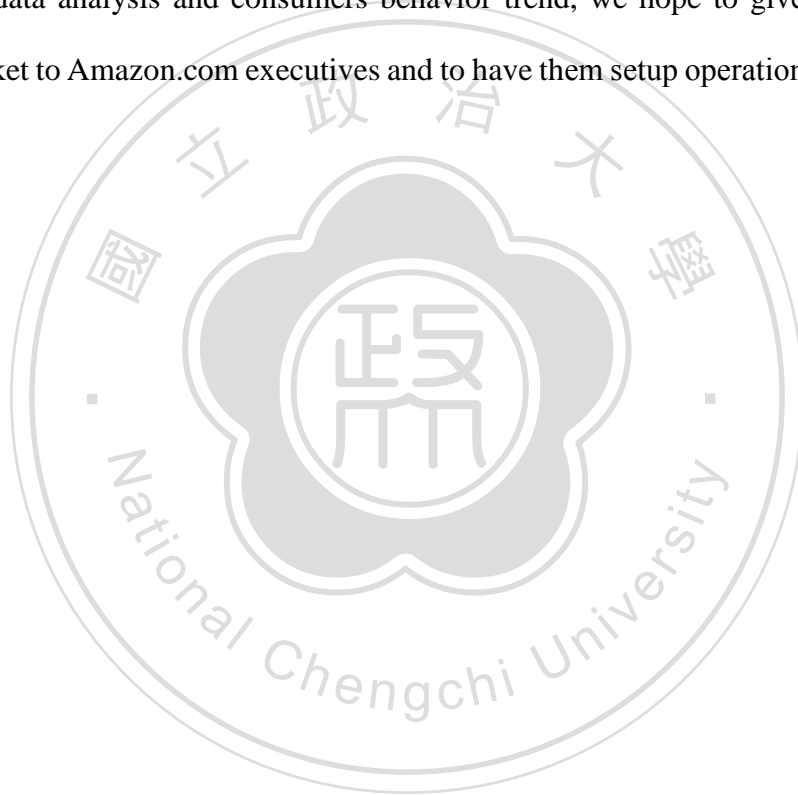 data analysis and consumers behavior trend, we hope to give
ket to Amazon.com executives and to have them setup operation
國立政治大學
政
National Chengchi University